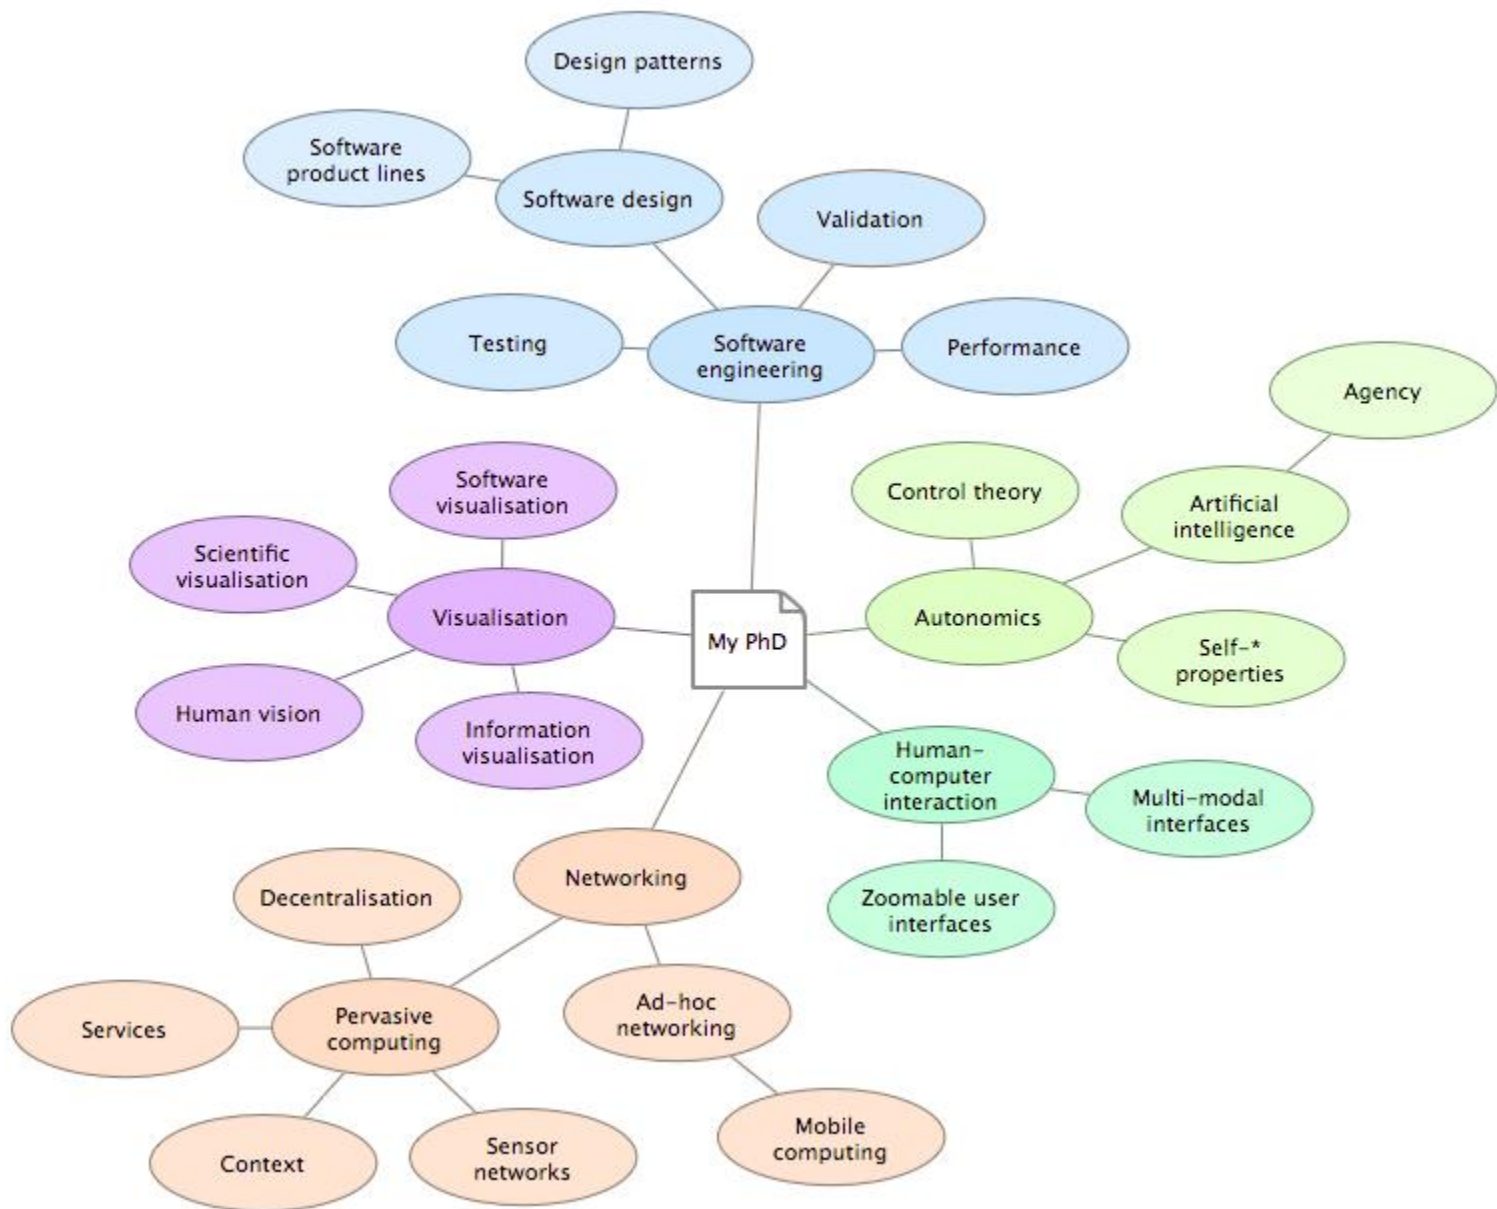 Design patterns
Software
product lines
Software design
Validation
Testing
Software
engineering
Performance
Agency
Software
visualisation
Control theory
Artificial
intelligence
Scientific
visualisation
Visualisation
My PhD
Autonomics
Self-*
properties
Human vision
Information
visualisation
Human-
computer
interaction
Multi-modal
interfaces
Networking
Decentralisation
Zoomable user
interfaces
Services
Pervasive
computing
Ad-hoc
networking
Context
Sensor
networks
Mobile
computing